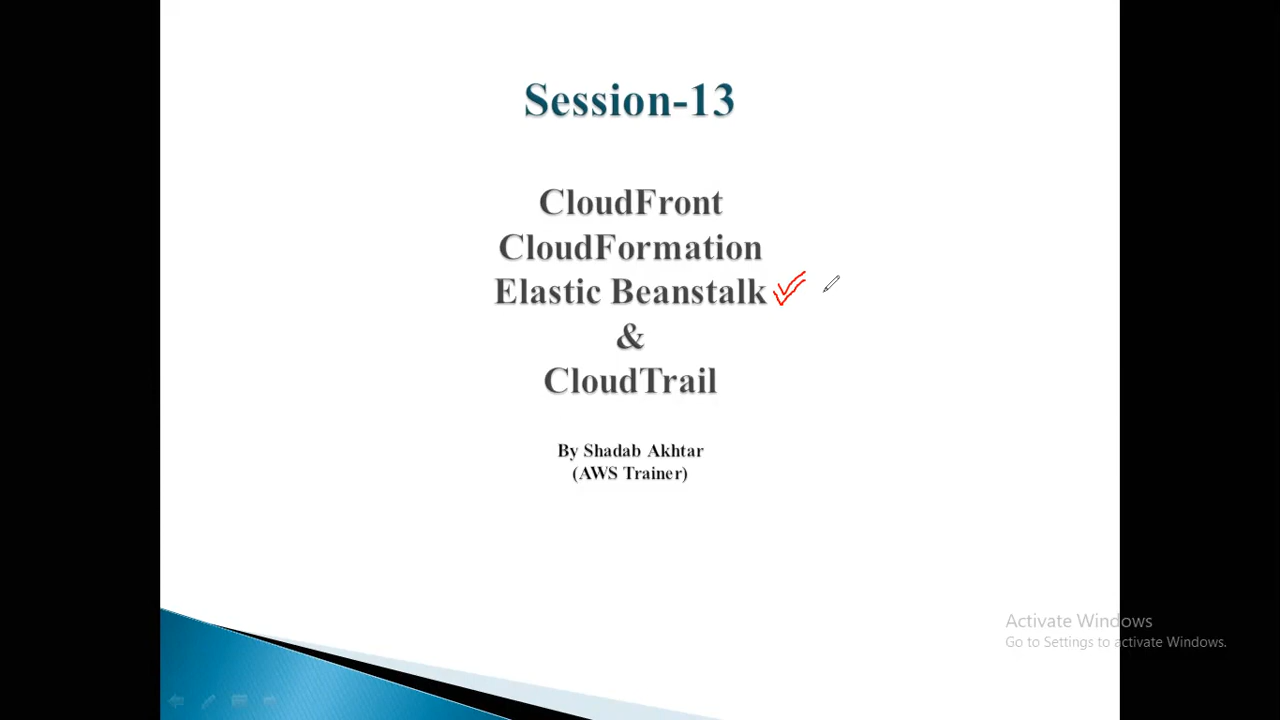 Session-13
CloudFront
CloudFormation
Elastic Beanstalk
&
CloudTrail
By Shadab Akhtar
(AWS Trainer)
Activate Windows
Go to Settings to activate Windows.